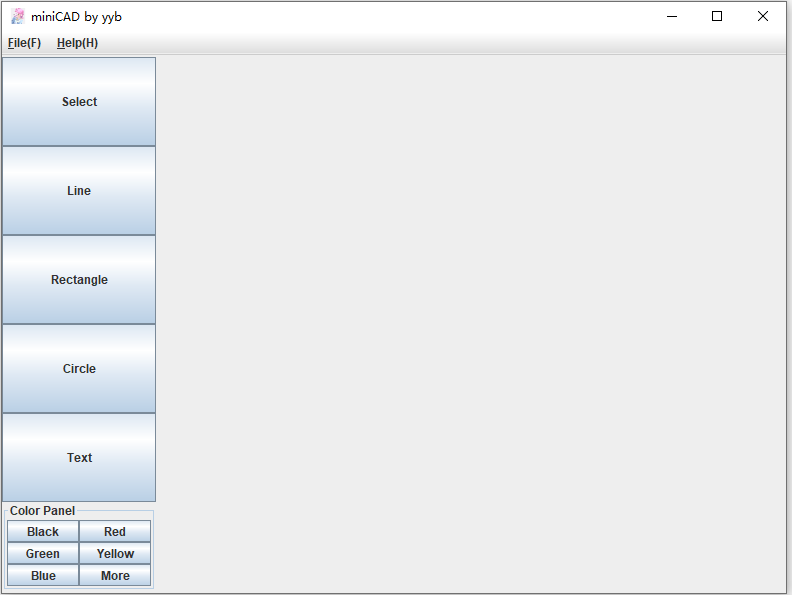 miniCAD by yyb
File(F) Help(H)
Select
Line
Rectangle
Circle
Text
Color Panel
Black Red
Green Yellow
Blue More